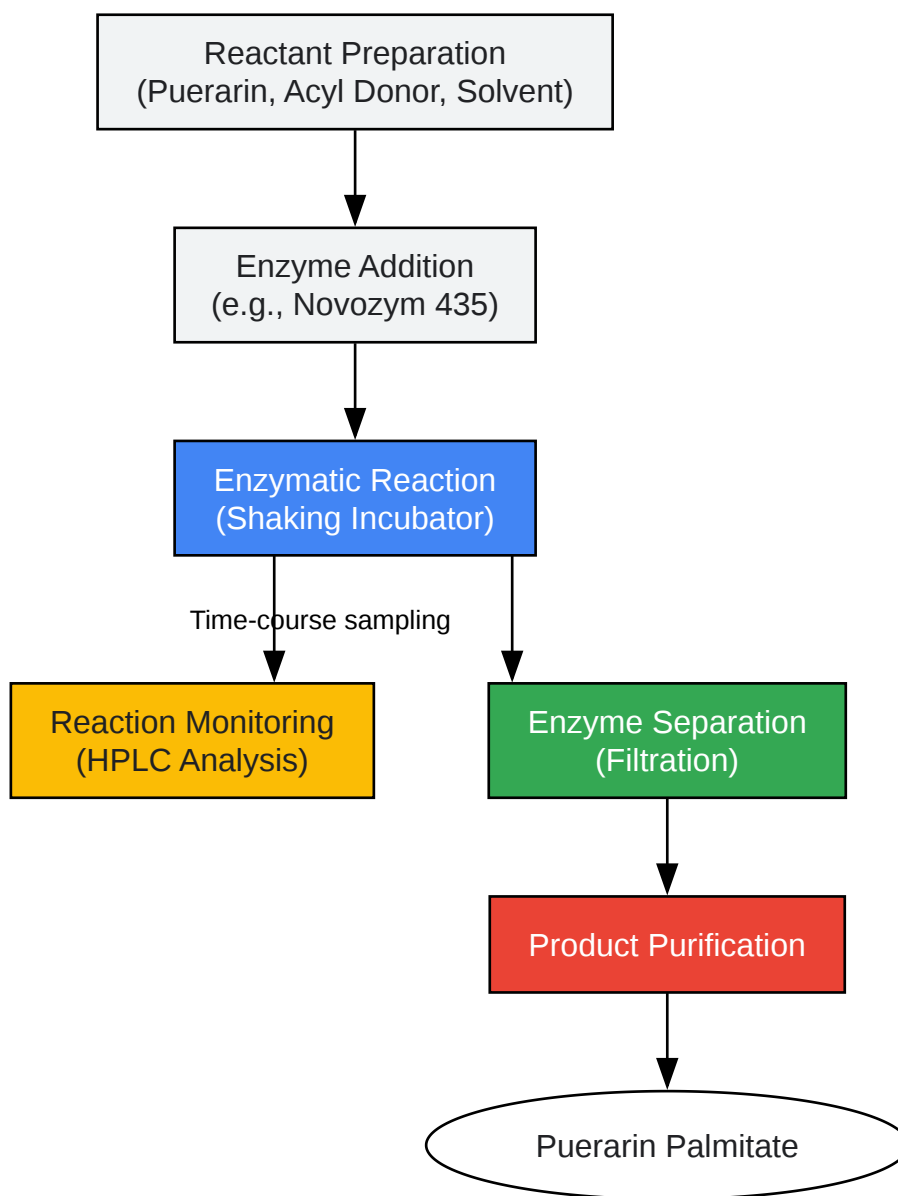 Reactant Preparation
(Puerarin, Acyl Donor, Solvent)
Enzyme Addition
(e.g., Novozym 435)
Enzymatic Reaction
(Shaking Incubator)
Time-course sampling
Reaction Monitoring
(HPLC Analysis)
Enzyme Separation
(Filtration)
Product Purification
Puerarin Palmitate